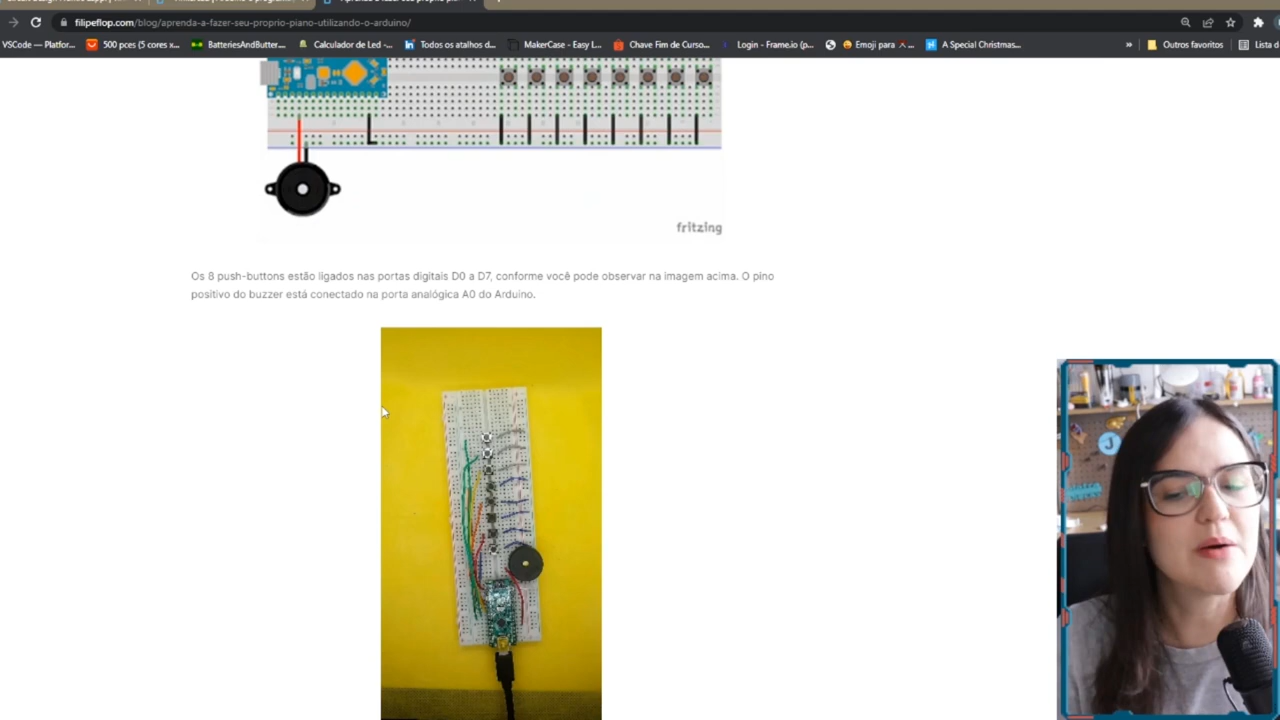 filipeflop.com/blog/aprenda-a-fazer-seu-proprio-piano-utilizando-o-arduino/
VSCode — Platfor... 500 pces (5 cores x... BatteriesAndButter... Calculador de Led -... Todos os atalhos d... MakerCase - Easy L... Chave Fim de Curso... Login - Frame.io (p... Emoji para A Special Christmas... » Outros favoritos Lista d
fritzing
Os 8 push-buttons estão ligados nas portas digitais D0 a D7, conforme você pode observar na imagem acima. O pino
positivo do buzzer está conectado na porta analógica A0 do Arduino.